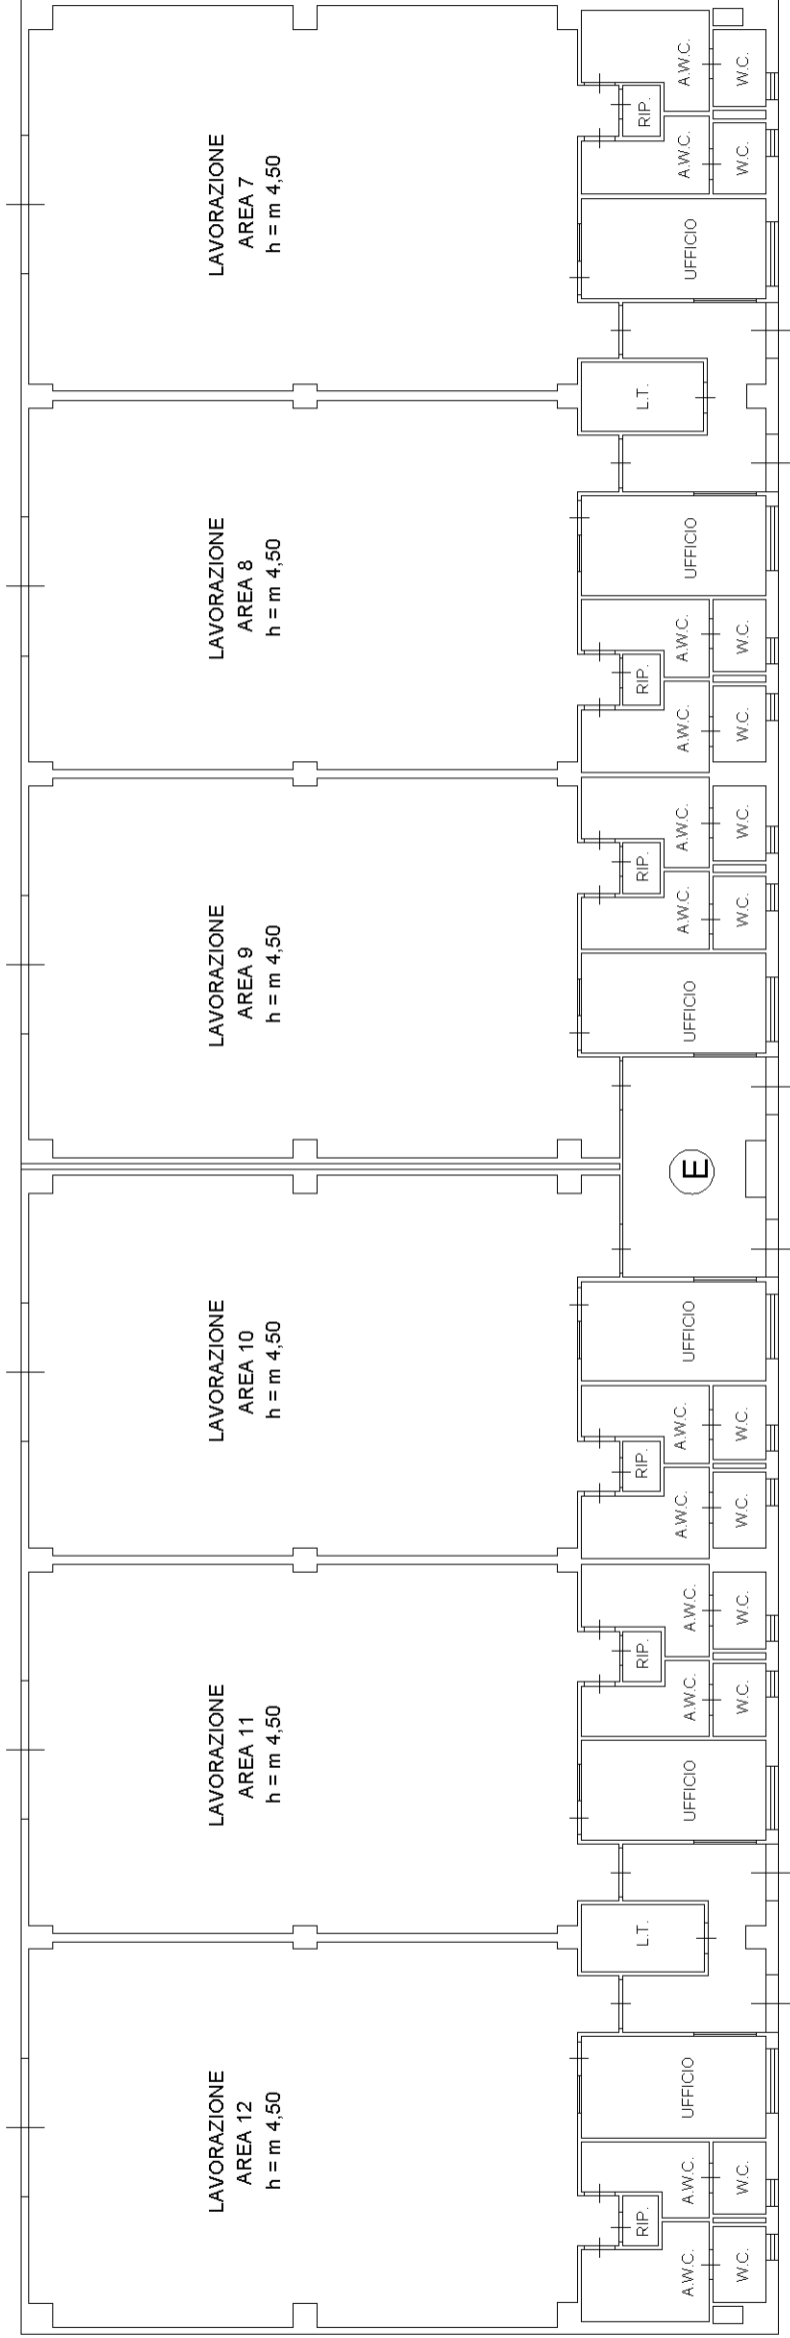 LAVORAZIONE
AREA 7
h = m 4,50
A.W.C.
W.C.
RIP.
A.W.C.
W.C.
UFFICIO
L.T.
LAVORAZIONE
AREA 8
h = m 4,50
UFFICIO
A.W.C.
W.C.
RIP.
A.W.C.
W.C.
LAVORAZIONE
AREA 9
h = m 4,50
A.W.C.
W.C.
RIP.
A.W.C.
W.C.
UFFICIO
E
LAVORAZIONE
AREA 10
h = m 4,50
UFFICIO
A.W.C.
W.C.
RIP.
A.W.C.
W.C.
LAVORAZIONE
AREA 11
h = m 4,50
A.W.C.
W.C.
RIP.
A.W.C.
W.C.
UFFICIO
L.T.
LAVORAZIONE
AREA 12
h = m 4,50
UFFICIO
A.W.C.
W.C.
RIP.
A.W.C.
W.C.